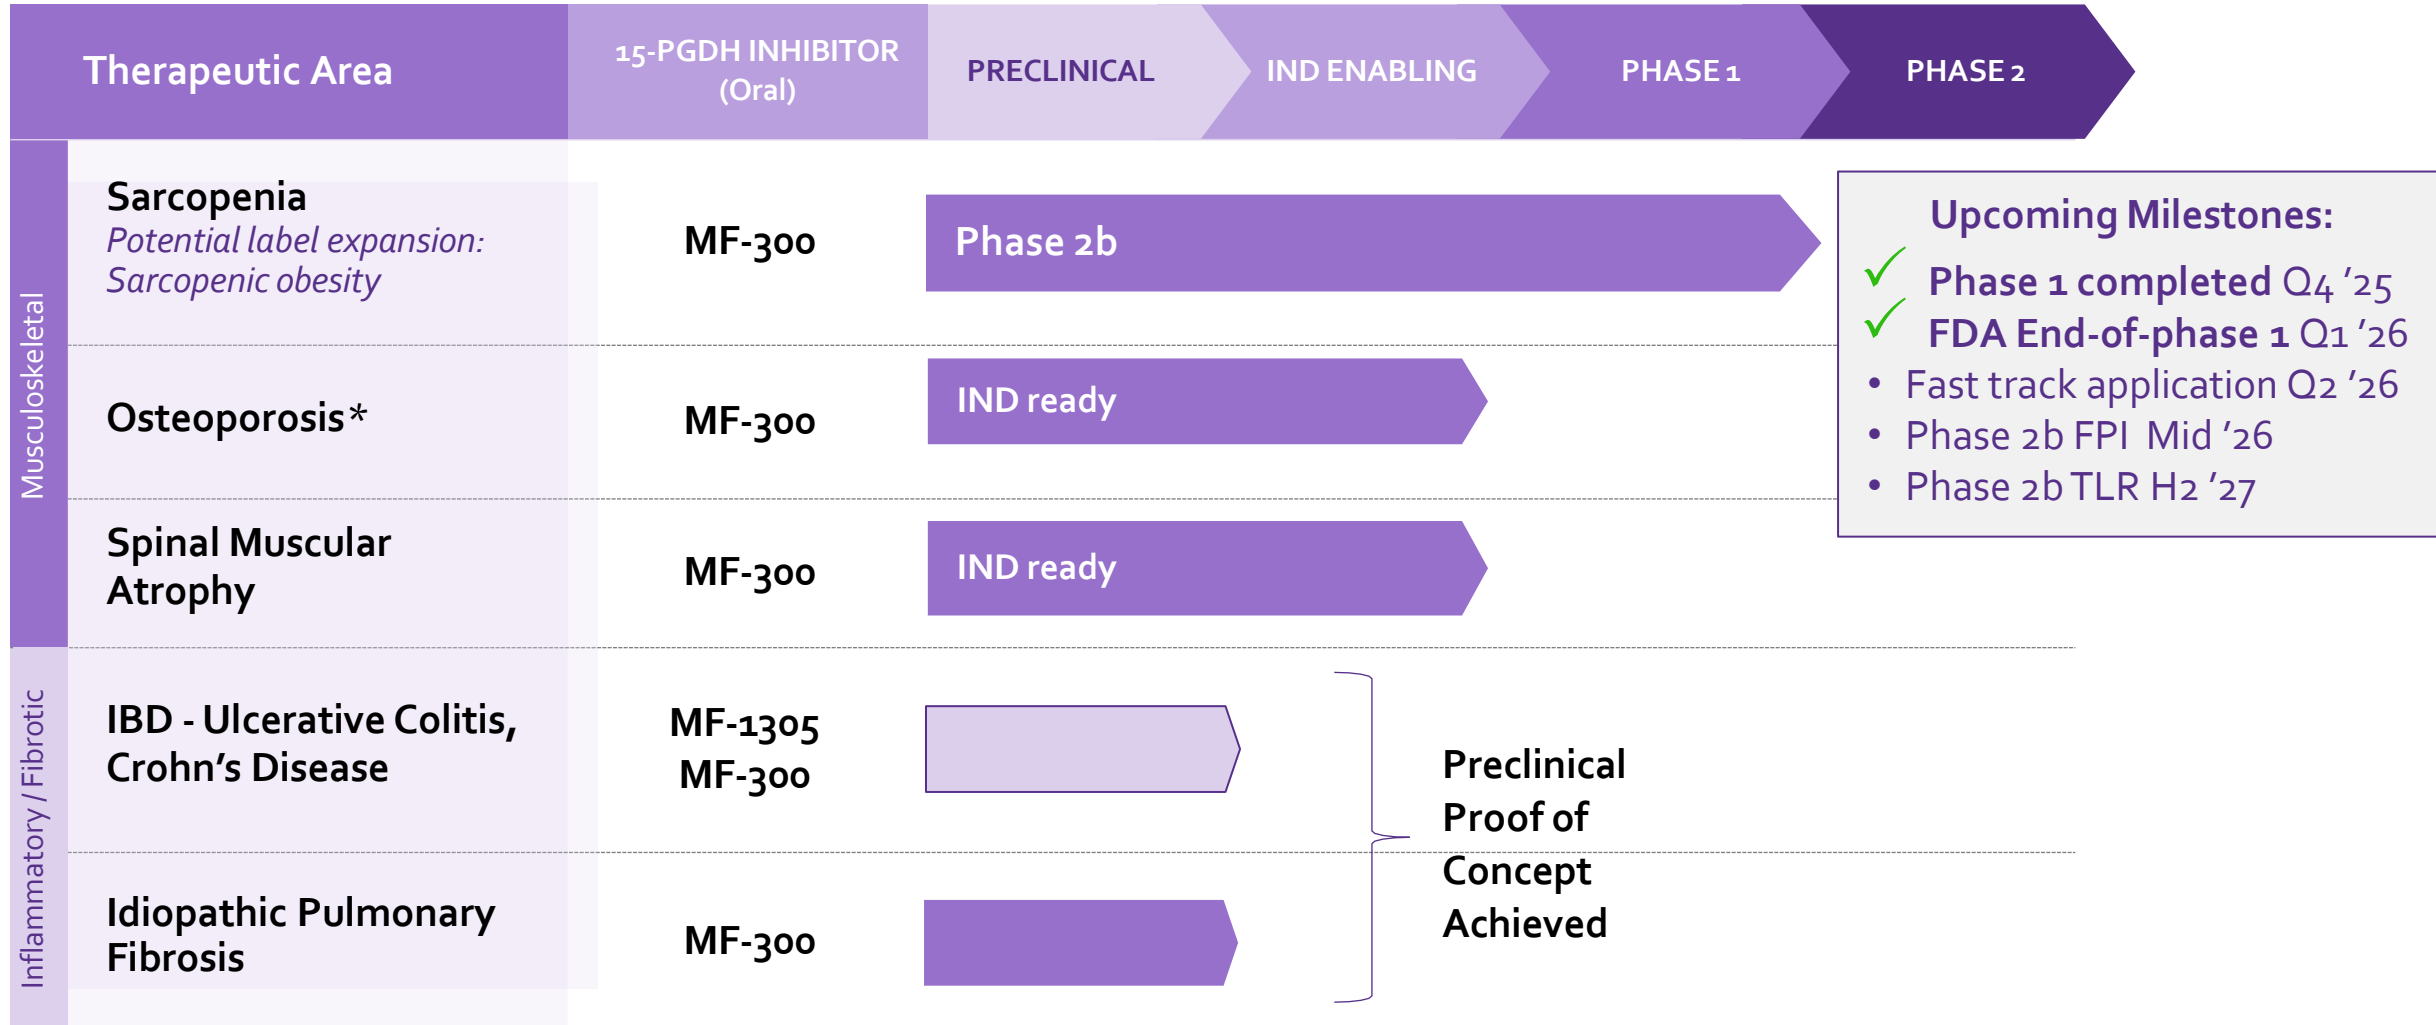 Therapeutic Area
15-PGDH INHIBITOR
(Oral)
PRECLINICAL
IND ENABLING
PHASE 1
PHASE 2
Musculoskeletal
Sarcopenia
Potential label expansion:
Sarcopenic obesity
MF-300
Phase 2b
Upcoming Milestones:
✓ Phase 1 completed Q4 ’25
✓ FDA End-of-phase 1 Q1 ’26
• Fast track application Q2 ’26
• Phase 2b FPI Mid ’26
• Phase 2b TLR H2 ’27
Osteoporosis*
MF-300
IND ready
Spinal Muscular
Atrophy
MF-300
IND ready
Inflammatory / Fibrotic
IBD - Ulcerative Colitis,
Crohn’s Disease
MF-1305
MF-300
Preclinical
Proof of
Concept
Achieved
Idiopathic Pulmonary
Fibrosis
MF-300